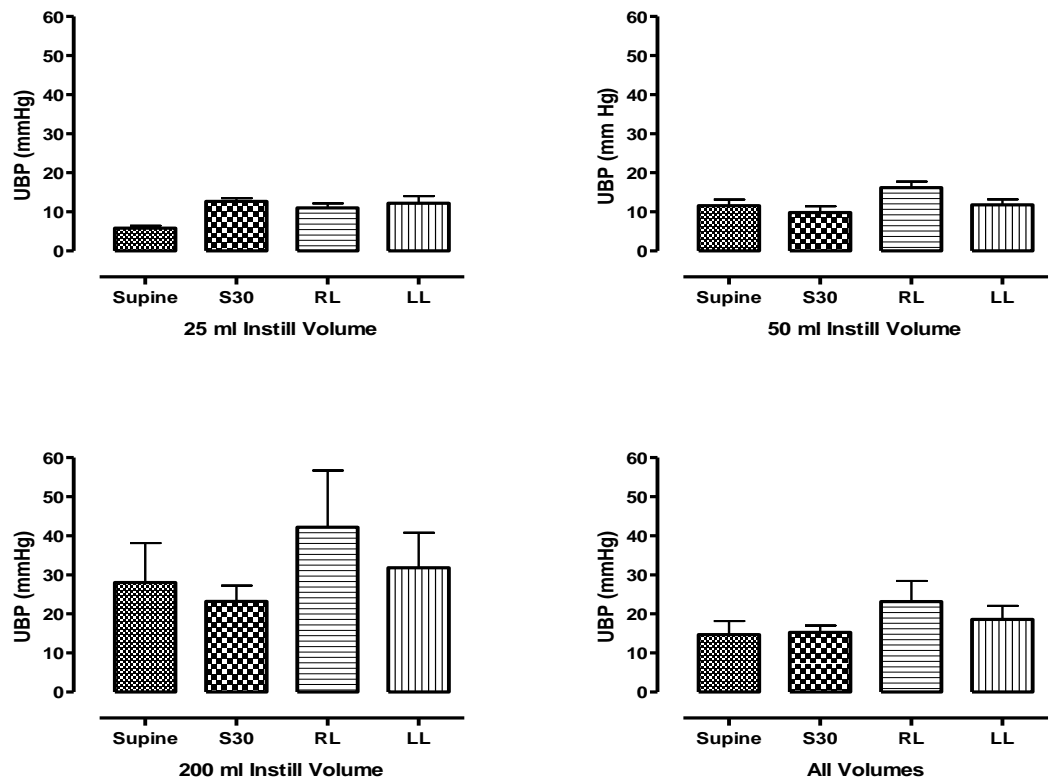 60
50
40
30
20
10
0
UBP (mmHg)
Supine S30 RL LL
25 ml Instill Volume
60
50
40
30
20
10
0
UBP (mm Hg)
Supine S30 RL LL
50 ml Instill Volume
60
50
40
30
20
10
0
UBP (mmHg)
Supine S30 RL LL
200 ml Instill Volume
60
50
40
30
20
10
0
UBP (mmHg)
Supine S30 RL LL
All Volumes